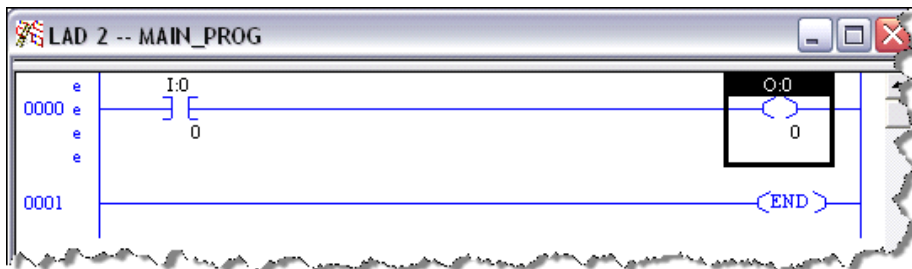 LAD 2 -- MAIN_PROG
e
I:0
O:0
0000 e
e
0
0
e
0001
END